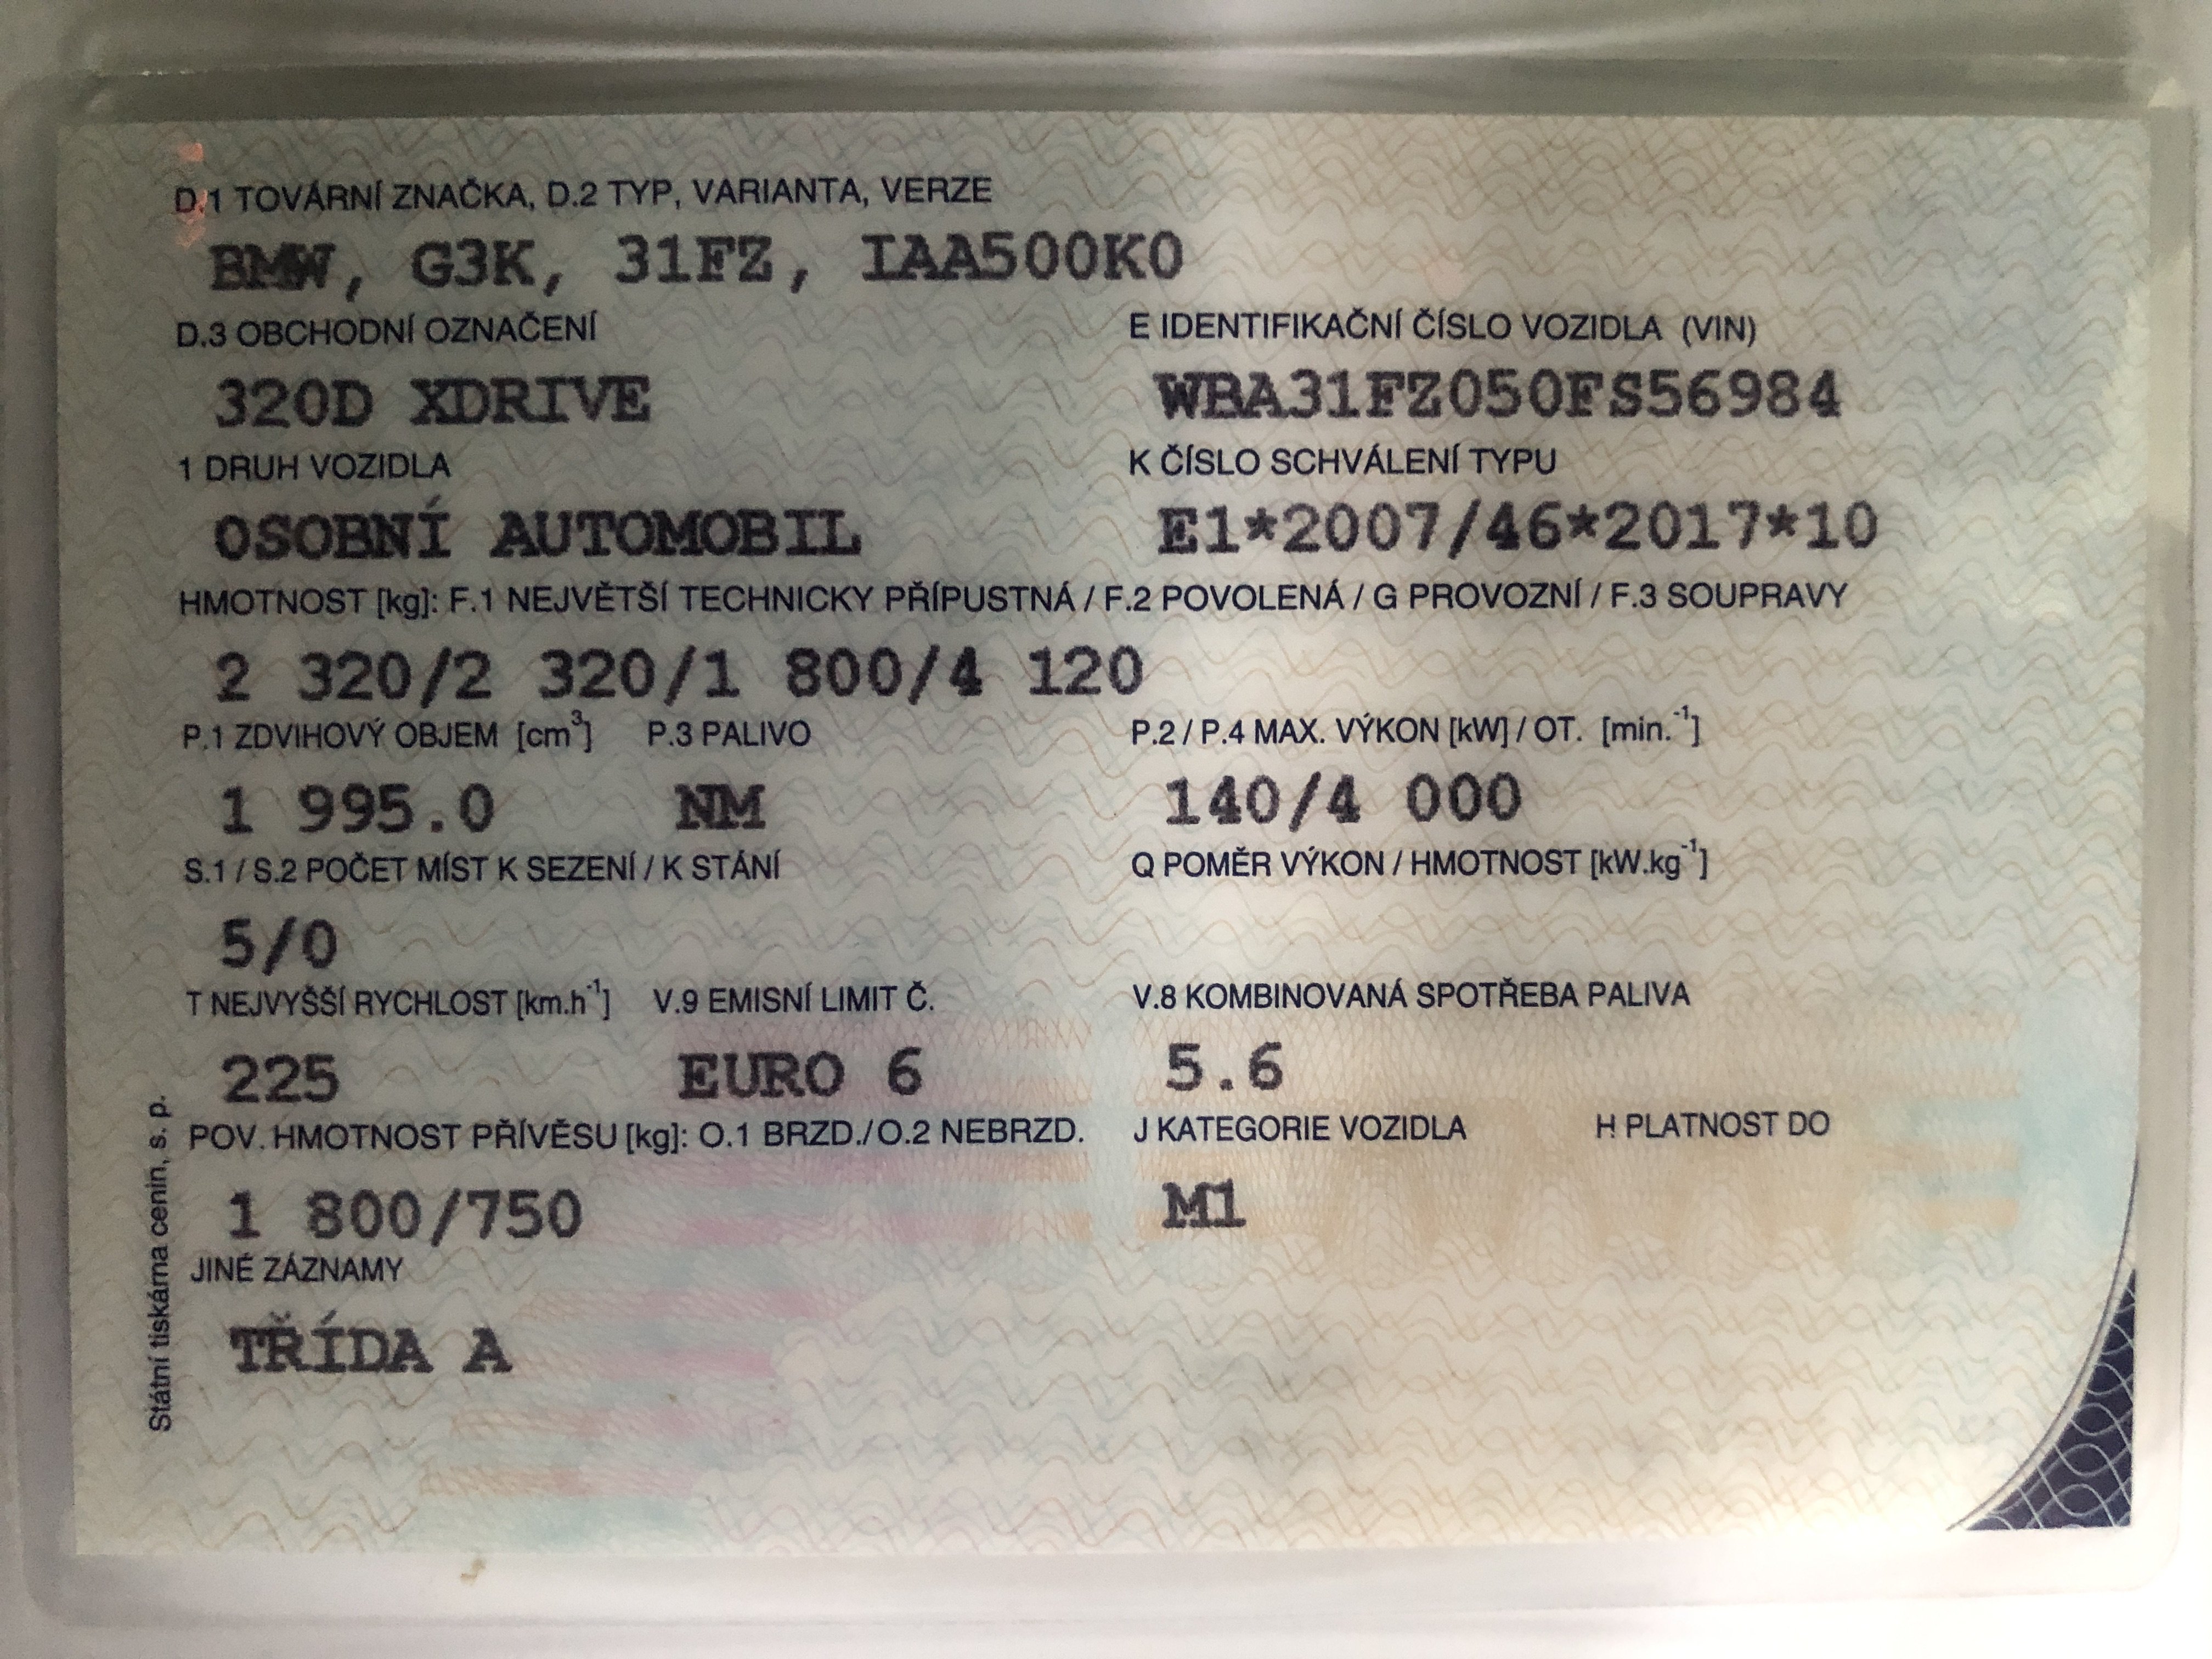 D.1 TOVÁRNÍ ZNAČKA, D.2 TYP, VARIANTA, VERZE
BMW, G3K, 31FZ, IAA500K0
D.3 OBCHODNÍ OZNAČENÍ E IDENTIFIKAČNÍ ČÍSLO VOZIDLA (VIN)
320D XDRIVE WBA31FZ050FS56984
1 DRUH VOZIDLA K ČÍSLO SCHVÁLENÍ TYPU
OSOBNÍ AUTOMOBIL E1*2007/46*2017*10
HMOTNOST [kg]: F.1 NEJVĚTŠÍ TECHNICKY PŘÍPUSTNÁ / F.2 POVOLENÁ / G PROVOZNÍ / F.3 SOUPRAVY
2 320/2 320/1 800/4 120
P.1 ZDVIHOVÝ OBJEM [cm³] P.3 PALIVO P.2 / P.4 MAX. VÝKON [kW] / OT. [min.⁻¹]
1 995.0 NM 140/4 000
S.1 / S.2 POČET MÍST K SEZENÍ / K STÁNÍ Q POMĚR VÝKON / HMOTNOST [kW.kg⁻¹]
5/0
T NEJVYŠŠÍ RYCHLOST [km.h⁻¹] V.9 EMISNÍ LIMIT Č. V.8 KOMBINOVANÁ SPOTŘEBA PALIVA
225 EURO 6 5.6
POV. HMOTNOST PŘÍVĚSU [kg]: O.1 BRZD./O.2 NEBRZD. J KATEGORIE VOZIDLA H PLATNOST DO
1 800/750 M1
JINÉ ZÁZNAMY
TŘÍDA A
Státní tiskárna cenin, s. p.